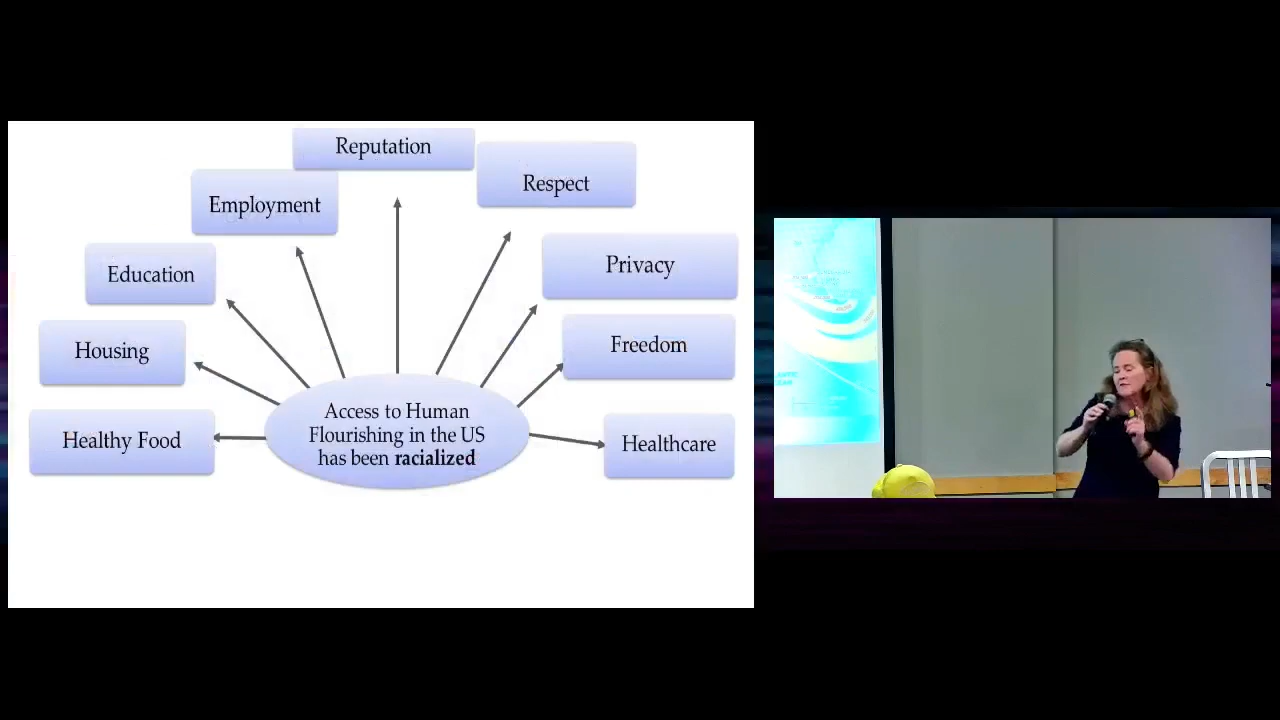 Reputation
Respect
Employment
Privacy
Education
Freedom
Housing
Access to Human
Flourishing in the US
has been racialized
Healthy Food
Healthcare